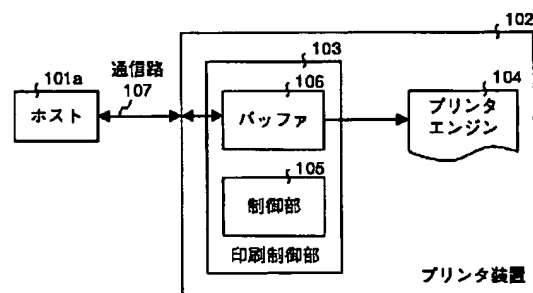 102
103
101a
通信路
107
106
104
ホスト
バッファ
プリンタ
エンジン
105
制御部
印刷制御部
プリンタ装置